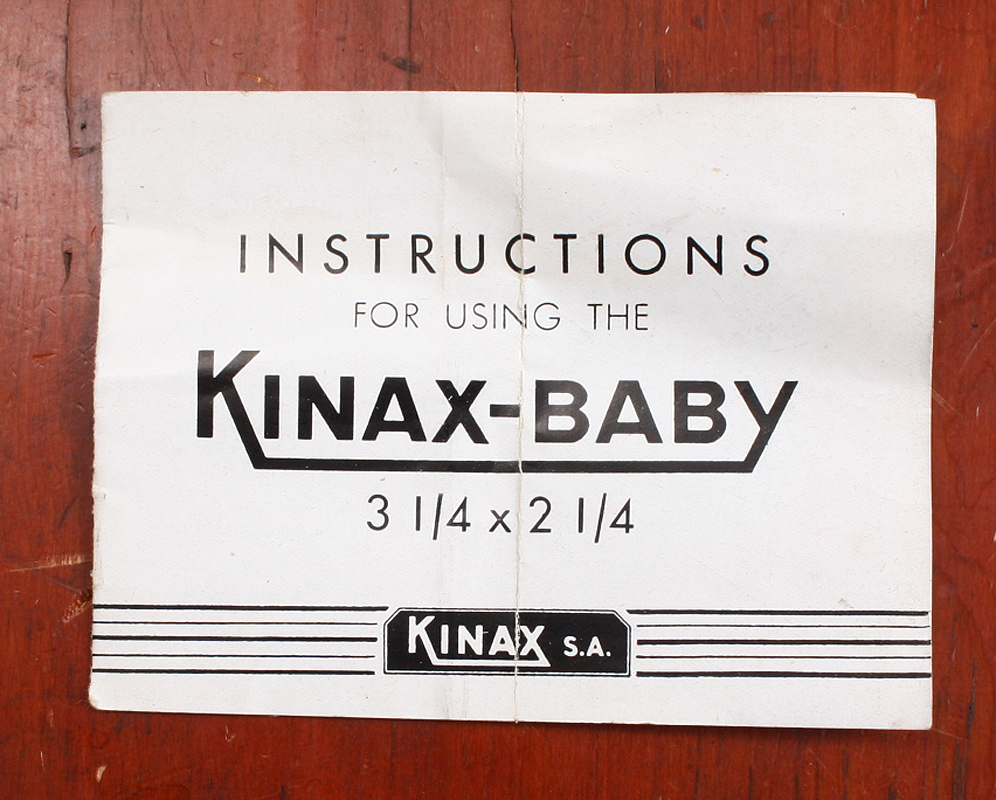 INSTRUCTIONS
FOR USING THE
KINAX-BABY
3 1/4 x 2 1/4
KINAX S.A.